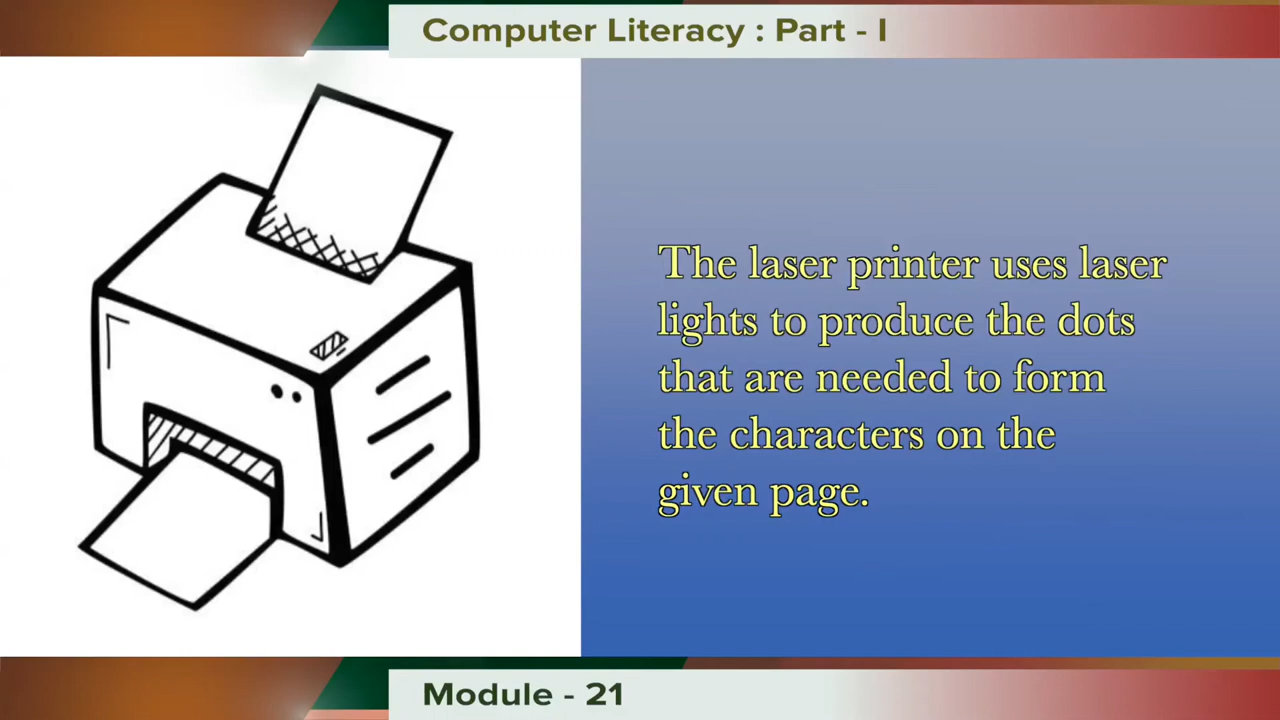 Computer Literacy : Part - I
The laser printer uses laser
lights to produce the dots
that are needed to form
the characters on the
given page.
Module - 21